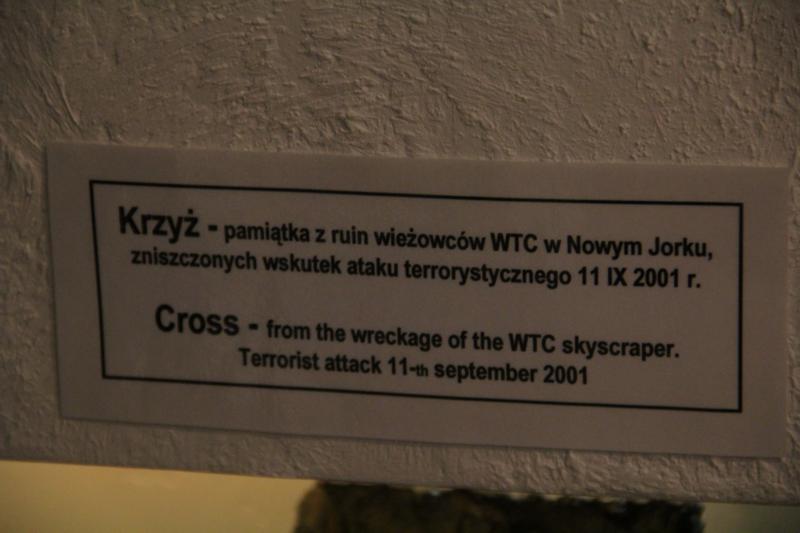 Krzyż - pamiątka z ruin wieżowców WTC w Nowym Jorku,
zniszczonych wskutek ataku terrorystycznego 11 IX 2001 r.
Cross - from the wreckage of the WTC skyscraper.
Terrorist attack 11-th september 2001